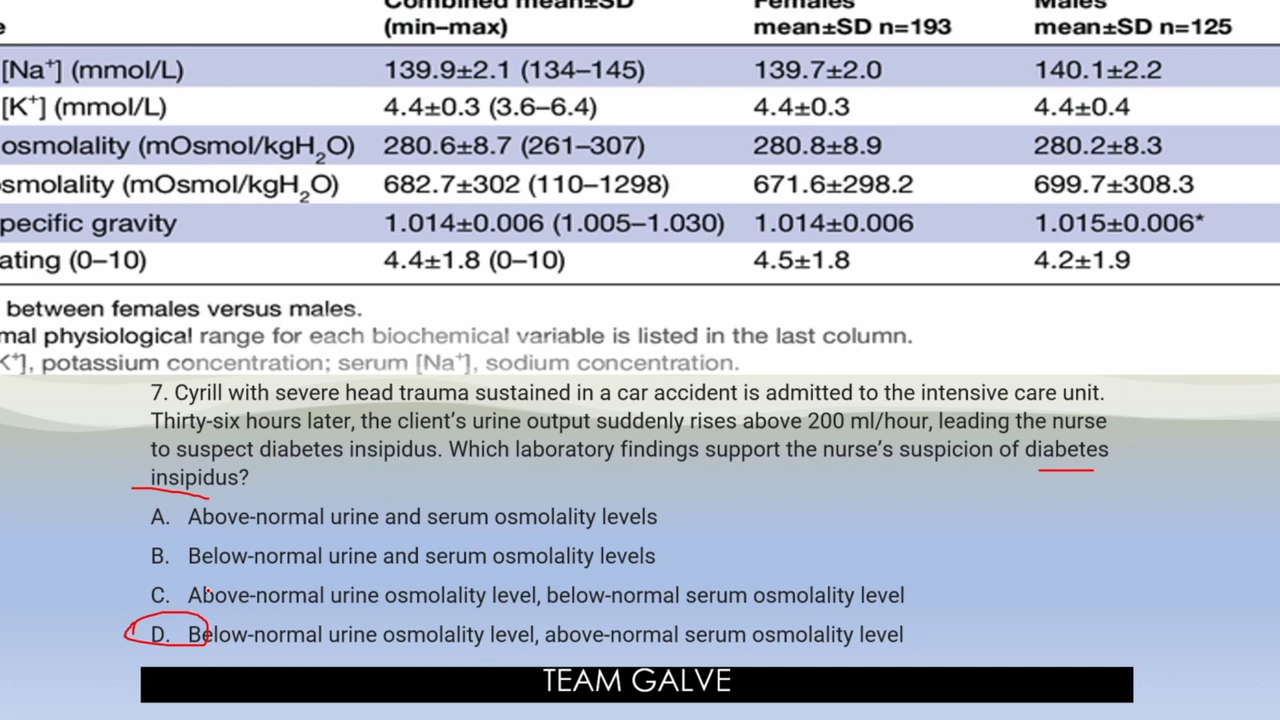 Combined mean±SD Females Males
e (min–max) mean±SD n=193 mean±SD n=125
[Na⁺] (mmol/L) 139.9±2.1 (134–145) 139.7±2.0 140.1±2.2
[K⁺] (mmol/L) 4.4±0.3 (3.6–6.4) 4.4±0.3 4.4±0.4
osmolality (mOsmol/kgH₂O) 280.6±8.7 (261–307) 280.8±8.9 280.2±8.3
smolality (mOsmol/kgH₂O) 682.7±302 (110–1298) 671.6±298.2 699.7±308.3
pecific gravity 1.014±0.006 (1.005–1.030) 1.014±0.006 1.015±0.006*
ating (0–10) 4.4±1.8 (0–10) 4.5±1.8 4.2±1.9
between females versus males.
mal physiological range for each biochemical variable is listed in the last column.
K⁺], potassium concentration; serum [Na⁺], sodium concentration.
7. Cyrill with severe head trauma sustained in a car accident is admitted to the intensive care unit.
Thirty-six hours later, the client's urine output suddenly rises above 200 ml/hour, leading the nurse
to suspect diabetes insipidus. Which laboratory findings support the nurse's suspicion of diabetes
insipidus?
A. Above-normal urine and serum osmolality levels
B. Below-normal urine and serum osmolality levels
C. Above-normal urine osmolality level, below-normal serum osmolality level
D. Below-normal urine osmolality level, above-normal serum osmolality level
TEAM GALVE